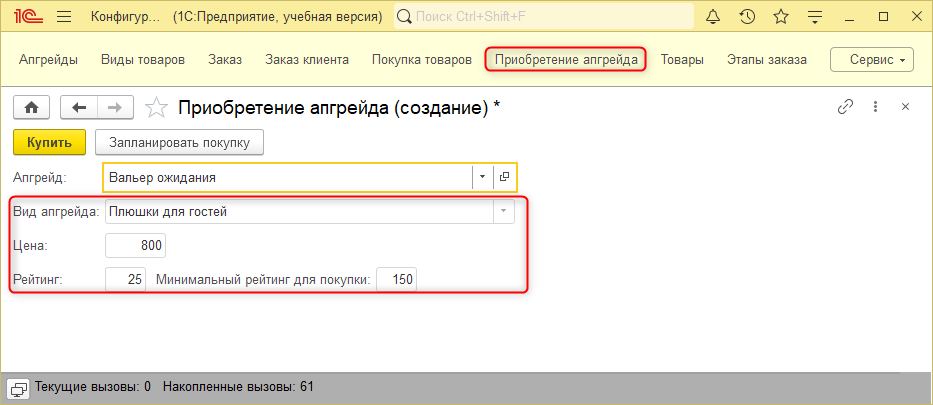 1С Конфигур... (1С:Предприятие, учебная версия) Поиск Ctrl+Shift+F
Апгрейды Виды товаров Заказ Заказ клиента Покупка товаров Приобретение апгрейда Товары Этапы заказа Сервис
Приобретение апгрейда (создание) *
Купить Запланировать покупку
Апгрейд: Вальер ожидания
Вид апгрейда: Плюшки для гостей
Цена: 800
Рейтинг: 25 Минимальный рейтинг для покупки: 150
Текущие вызовы: 0 Накопленные вызовы: 61